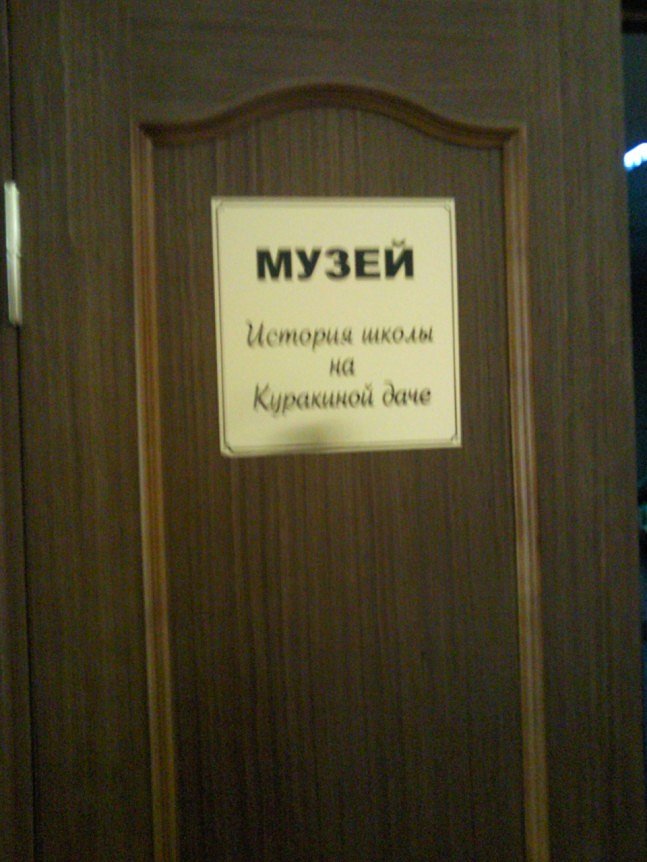 МУЗЕЙ
История школы
на
Куракиной даче